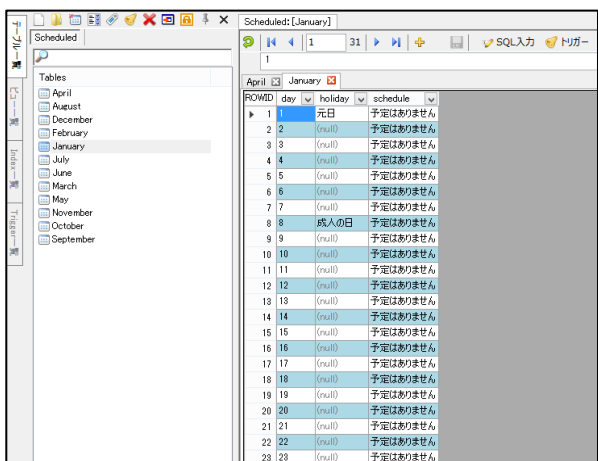 Scheduled: [January]
Scheduled
1 31 SQL入力 トリガー
1
テーブル一覧
ビュー一覧
Index一覧
Trigger一覧
Tables
April
August
December
February
January
July
June
March
May
November
October
September
April January
ROWID day holiday schedule
1 1 元日 予定はありません
2 2 (null) 予定はありません
3 3 (null) 予定はありません
4 4 (null) 予定はありません
5 5 (null) 予定はありません
6 6 (null) 予定はありません
7 7 (null) 予定はありません
8 8 成人の日 予定はありません
9 9 (null) 予定はありません
10 10 (null) 予定はありません
11 11 (null) 予定はありません
12 12 (null) 予定はありません
13 13 (null) 予定はありません
14 14 (null) 予定はありません
15 15 (null) 予定はありません
16 16 (null) 予定はありません
17 17 (null) 予定はありません
18 18 (null) 予定はありません
19 19 (null) 予定はありません
20 20 (null) 予定はありません
21 21 (null) 予定はありません
22 22 (null) 予定はありません
23 23 (null) 予定はありません